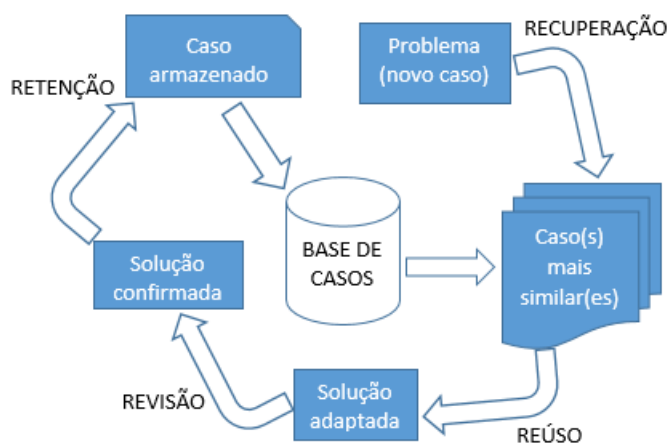 Caso
armazenado
Problema
(novo caso)
RECUPERAÇÃO
RETENÇÃO
BASE DE
CASOS
Caso(s)
mais
similar(es)
Solução
confirmada
Solução
adaptada
REVISÃO
REÚSO